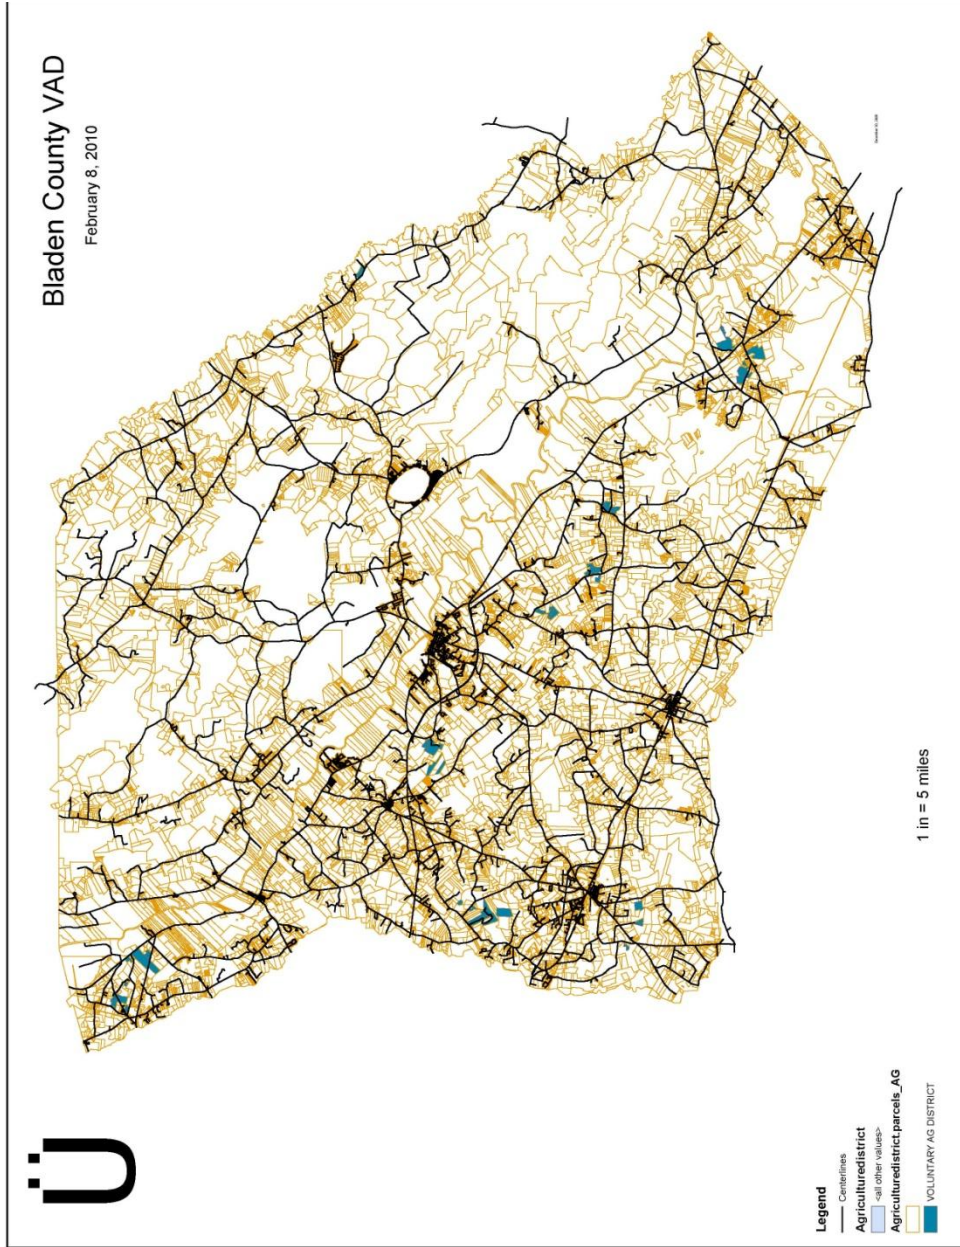 Bladen County VAD
February 8, 2010
Ü
1 in = 5 miles
Legend
Centerlines
Agriculturedistrict
<all other values>
Agriculturedistrict.parcels_AG
VOLUNTARY AG DISTRICT